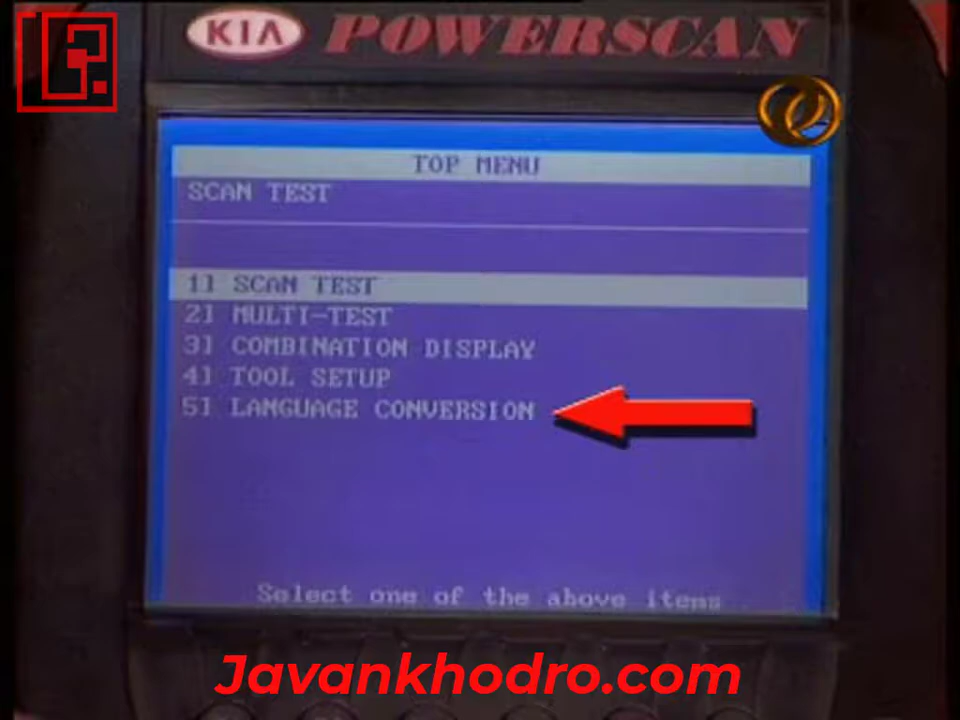 KIA POWERSCAN
TOP MENU
SCAN TEST
1] SCAN TEST
2] MULTI-TEST
3] COMBINATION DISPLAY
4] TOOL SETUP
5] LANGUAGE CONVERSION
Select one of the above items
Javankhodro.com